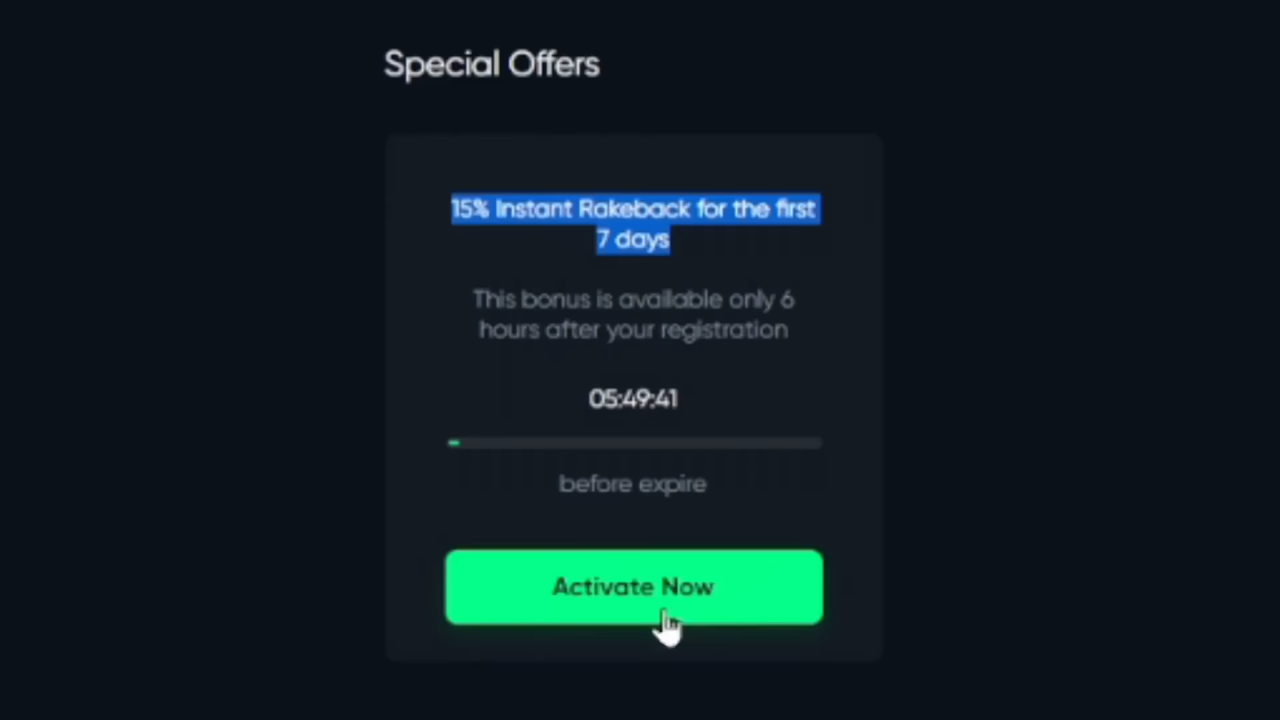 Special Offers
15% Instant Rakeback for the first
7 days
This bonus is available only 6
hours after your registration
05:49:41
before expire
Activate Now